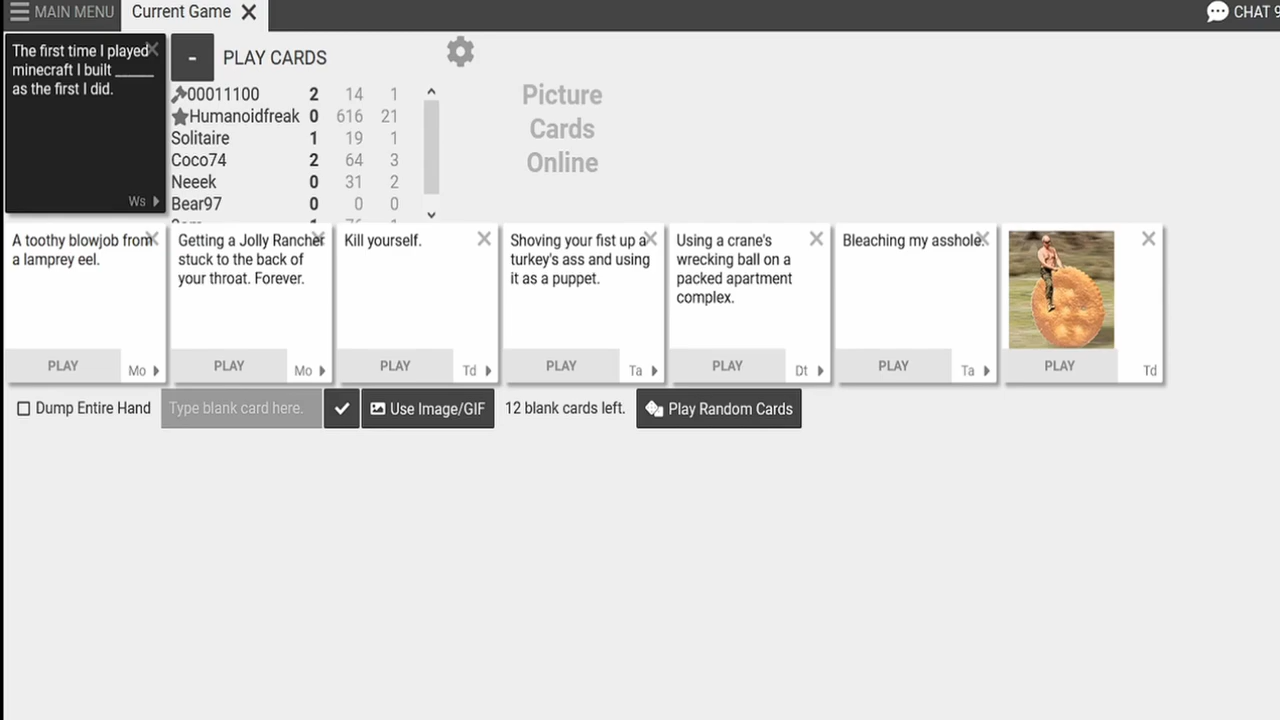 MAIN MENU
Current Game
CHAT 9
The first time I played
minecraft I built ______
as the first I did.
Ws
-
PLAY CARDS
00011100 2 14 1
Humanoidfreak 0 616 21
Solitaire 1 19 1
Coco74 2 64 3
Neeek 0 31 2
Bear97 0 0 0
Picture
Cards
Online
A toothy blowjob from
a lamprey eel.
PLAY
Mo
Getting a Jolly Rancher
stuck to the back of
your throat. Forever.
PLAY
Mo
Kill yourself.
PLAY
Td
Shoving your fist up a
turkey's ass and using
it as a puppet.
PLAY
Ta
Using a crane's
wrecking ball on a
packed apartment
complex.
PLAY
Dt
Bleaching my asshole.
PLAY
Ta
PLAY
Td
Dump Entire Hand
Type blank card here.
Use Image/GIF
12 blank cards left.
Play Random Cards